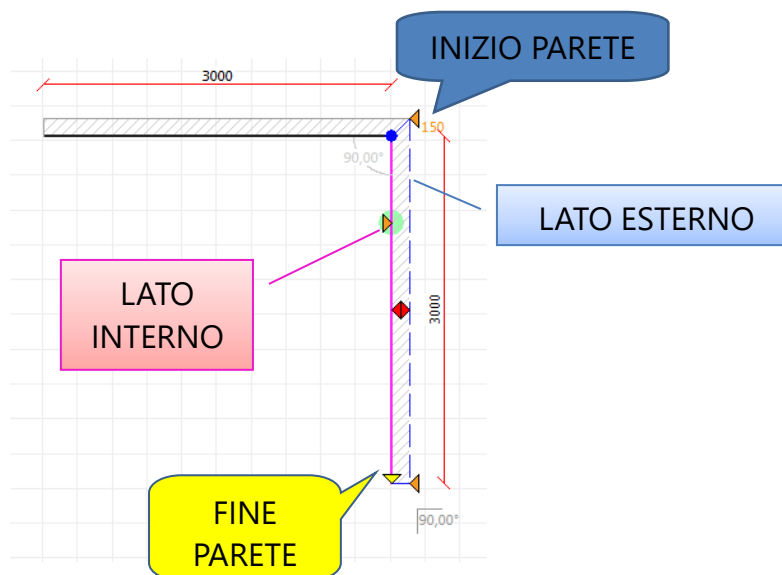 INIZIO PARETE
3000
150
90,00°
LATO ESTERNO
LATO
INTERNO
3000
FINE
PARETE
90,00°